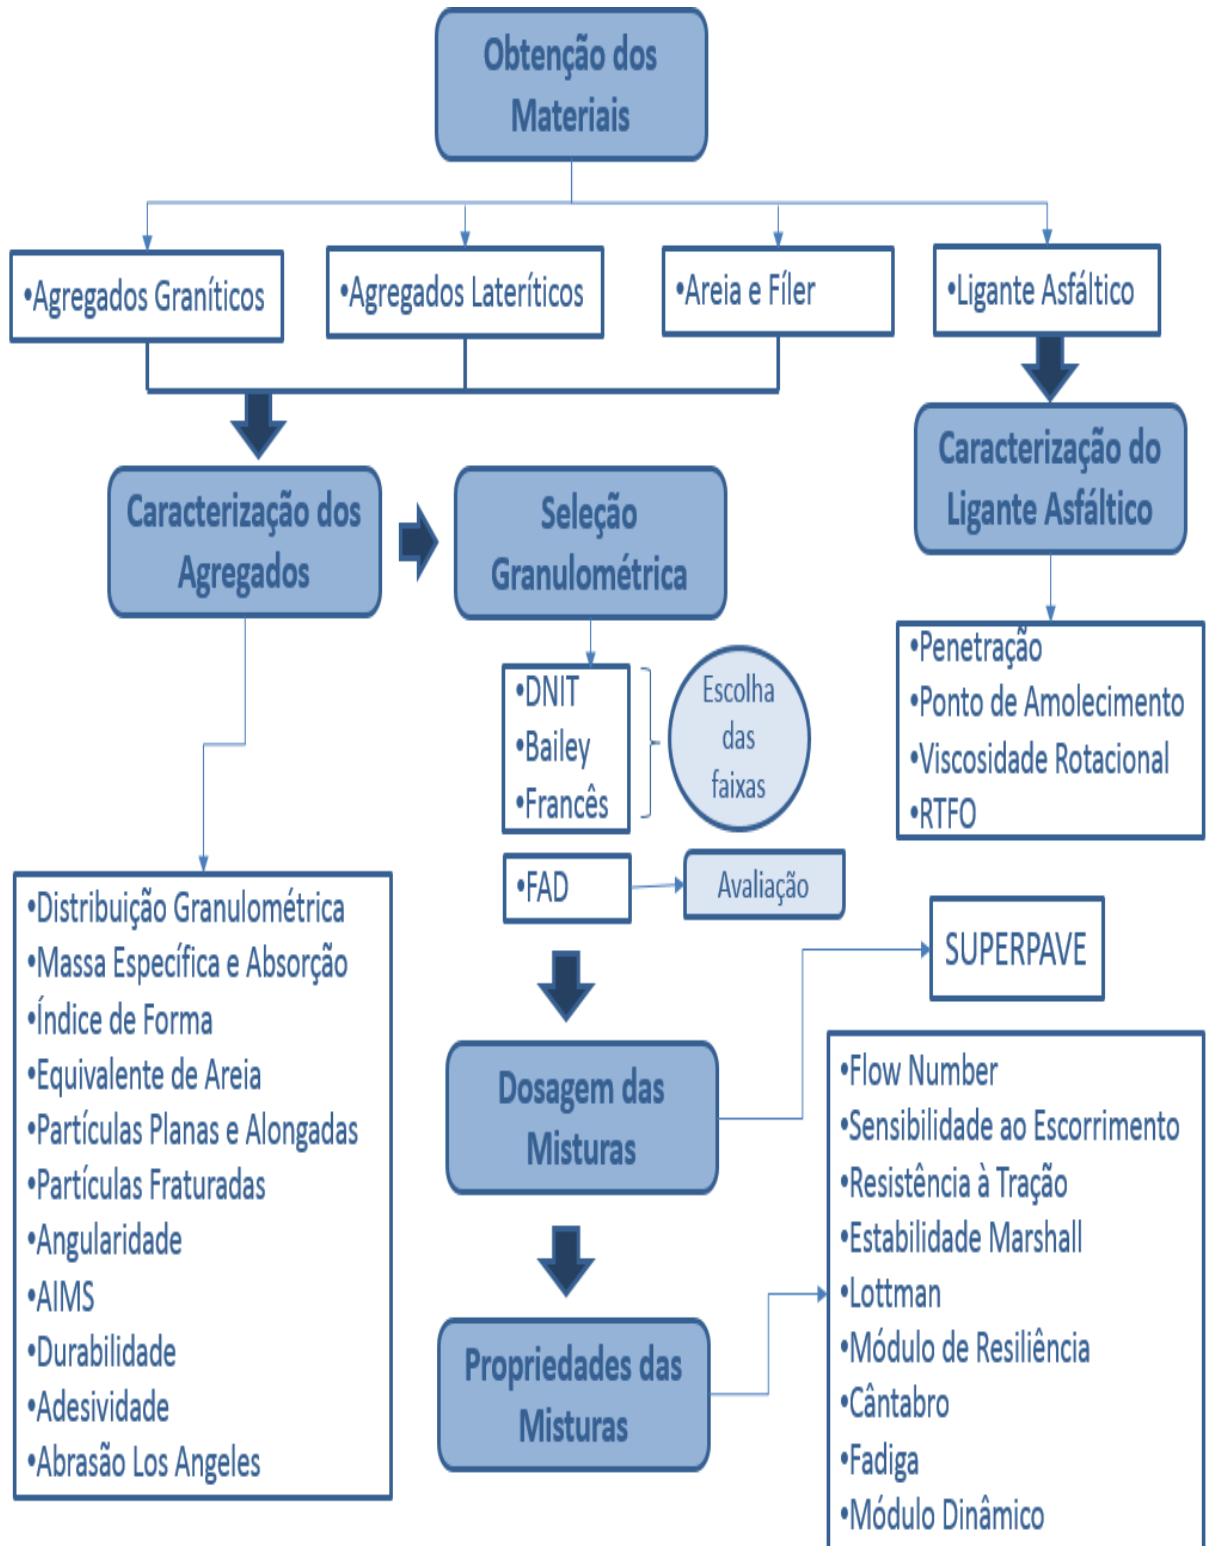 Obtenção dos
Materiais
•Agregados Graníticos
•Agregados Lateríticos
•Areia e Fíler
•Ligante Asfáltico
Caracterização do
Ligante Asfáltico
Caracterização dos
Agregados
Seleção
Granulométrica
•Penetração
•Ponto de Amolecimento
•Viscosidade Rotacional
•RTFO
•DNIT
•Bailey
•Francês
Escolha
das
faixas
•FAD
Avaliação
•Distribuição Granulométrica
•Massa Específica e Absorção
•Índice de Forma
•Equivalente de Areia
•Partículas Planas e Alongadas
•Partículas Fraturadas
•Angularidade
•AIMS
•Durabilidade
•Adesividade
•Abrasão Los Angeles
SUPERPAVE
Dosagem das
Misturas
•Flow Number
•Sensibilidade ao Escorrimento
•Resistência à Tração
•Estabilidade Marshall
•Lottman
•Módulo de Resiliência
•Cântabro
•Fadiga
•Módulo Dinâmico
Propriedades das
Misturas